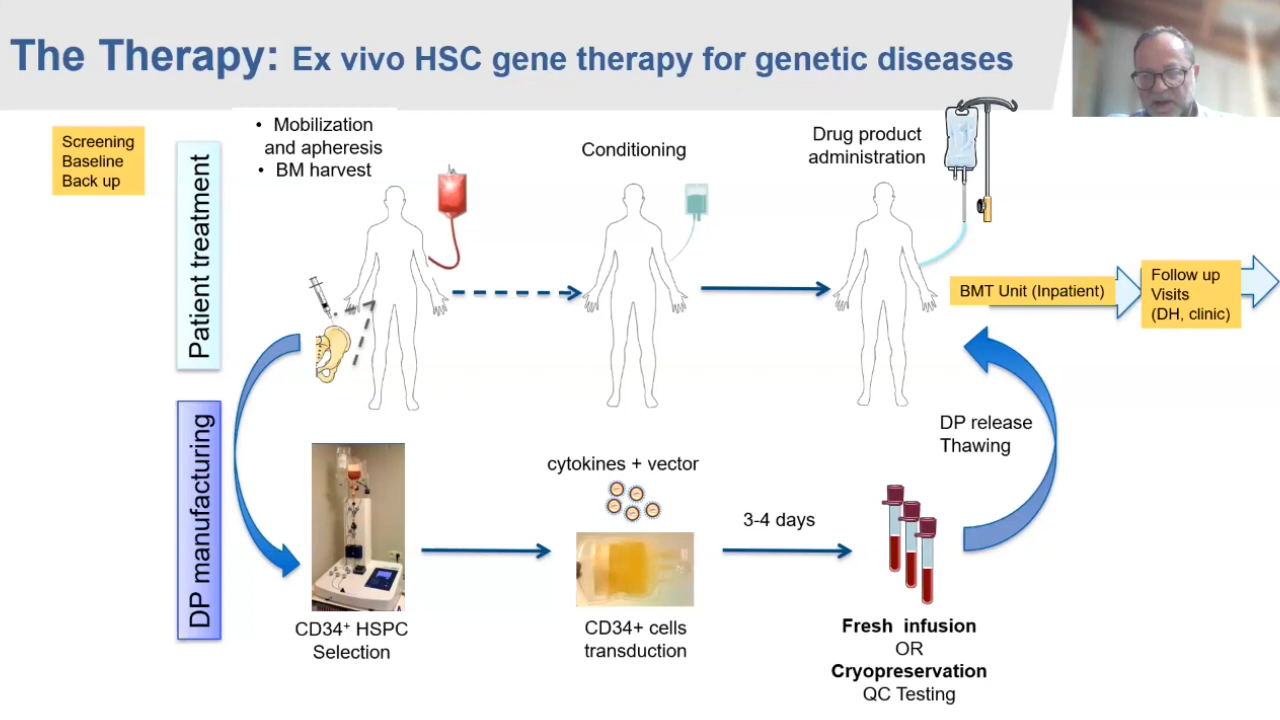 The Therapy: Ex vivo HSC gene therapy for genetic diseases
Screening
Baseline
Back up
Patient treatment
• Mobilization
and apheresis
• BM harvest
Conditioning
Drug product
administration
BMT Unit (Inpatient)
Follow up
Visits
(DH, clinic)
DP manufacturing
CD34⁺ HSPC
Selection
cytokines + vector
CD34+ cells
transduction
3-4 days
DP release
Thawing
Fresh infusion
OR
Cryopreservation
QC Testing